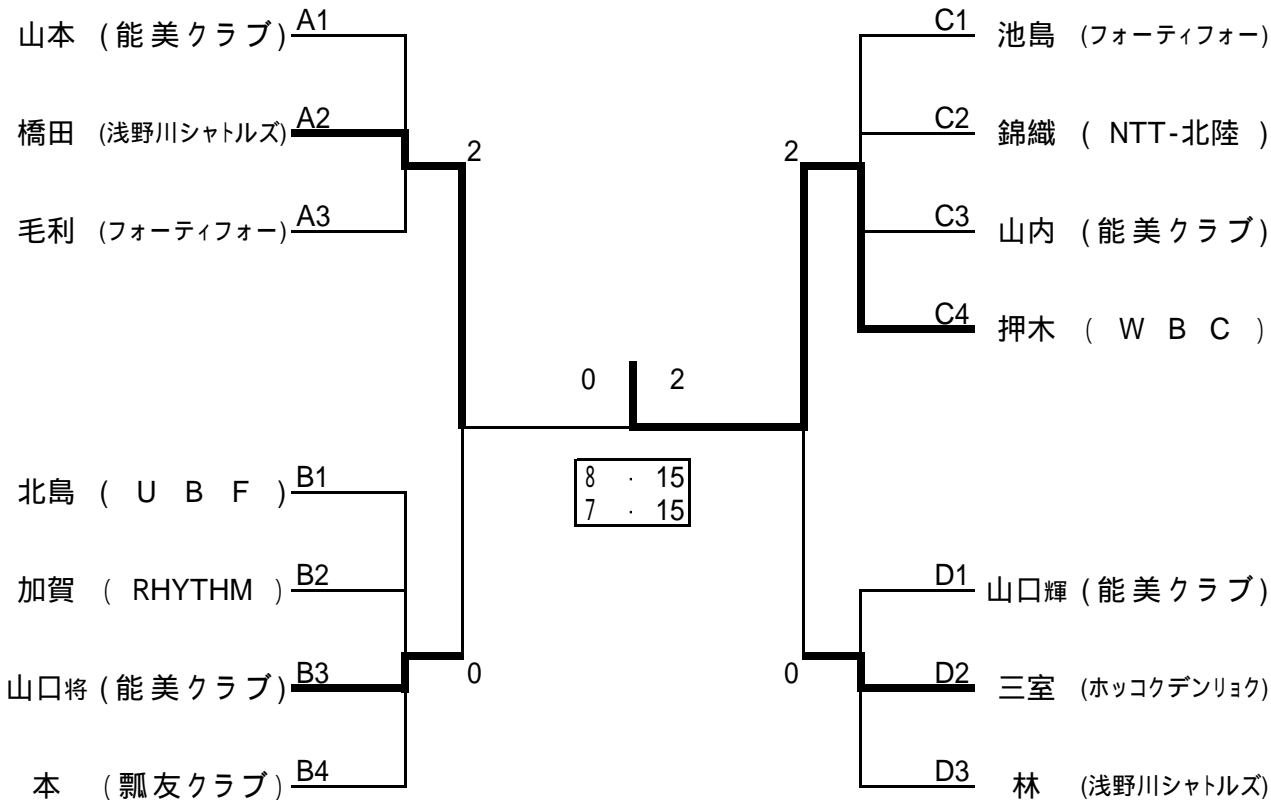 山本 (能美クラブ) A1
橋田 (浅野川シャトルズ) A2
2
毛利 (フォーティフォー) A3
北島 ( U B F ) B1
加賀 ( RHYTHM ) B2
山口将 (能美クラブ) B3
0
本 (瓢友クラブ) B4
0 2
8 · 15
7 · 15
C1 池島 (フォーティフォー)
C2 錦織 ( NTT-北陸 )
2
C3 山内 (能美クラブ)
C4 押木 ( W B C )
D1 山口輝 (能美クラブ)
0
D2 三室 (ホッコクデンリョク)
D3 林 (浅野川シャトルズ)